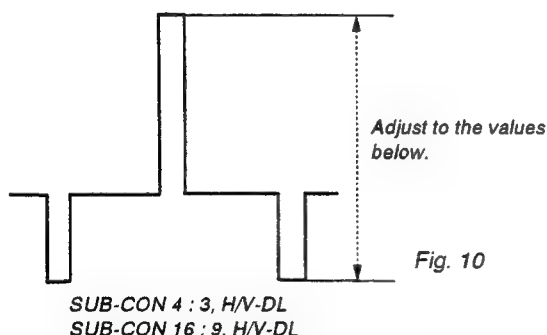 Adjust to the values
below.
Fig. 10
SUB-CON 4 : 3, H/V-DL
SUB-CON 16 : 9, H/V-DL